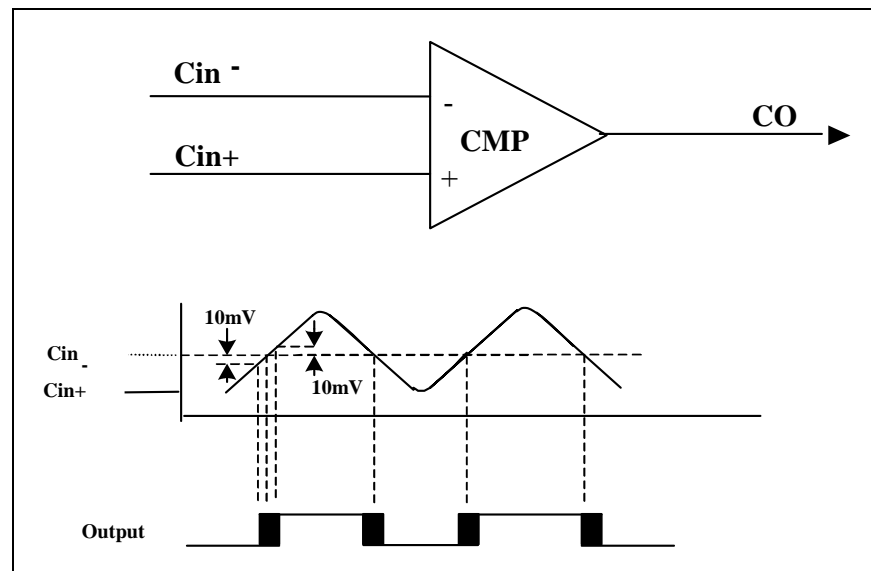 Cin -
-
CMP
CO
Cin+
+
10mV
Cin -
10mV
Cin+
Output